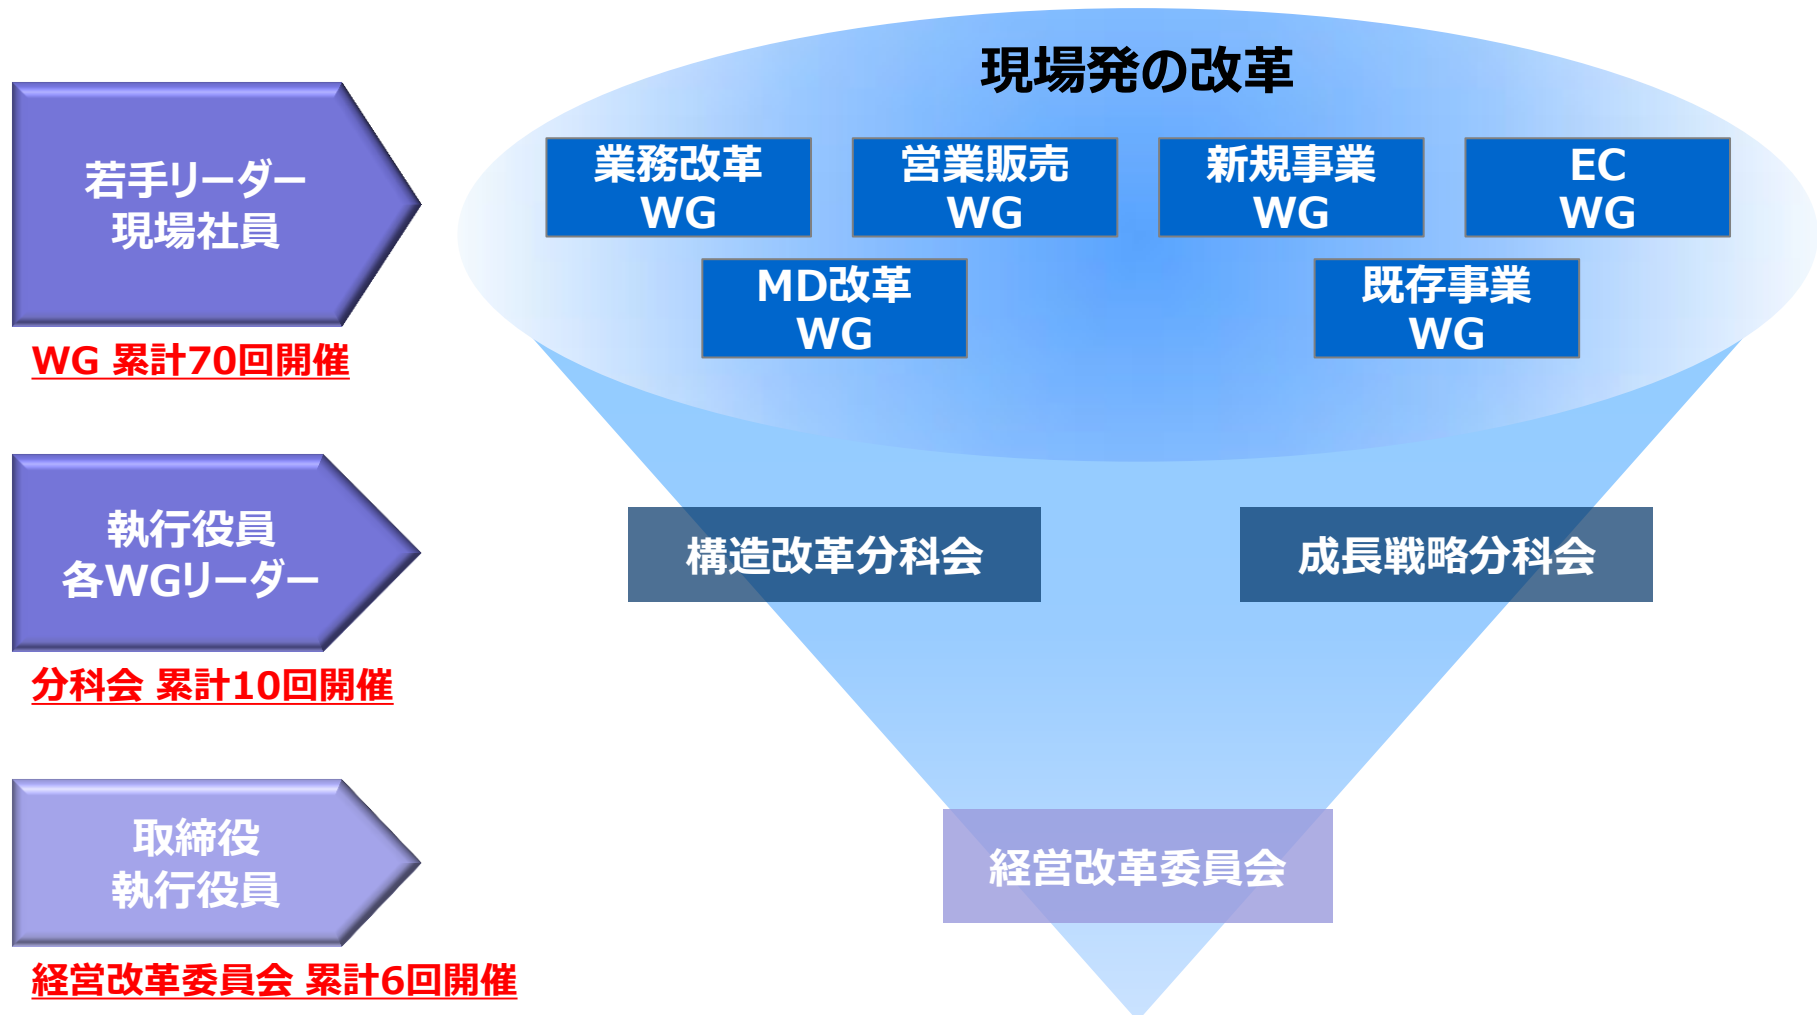 現場発の改革
若手リーダー
現場社員
業務改革
WG
営業販売
WG
新規事業
WG
EC
WG
MD改革
WG
既存事業
WG
WG 累計70回開催
執行役員
各WGリーダー
構造改革分科会
成長戦略分科会
分科会 累計10回開催
取締役
執行役員
経営改革委員会
経営改革委員会 累計6回開催